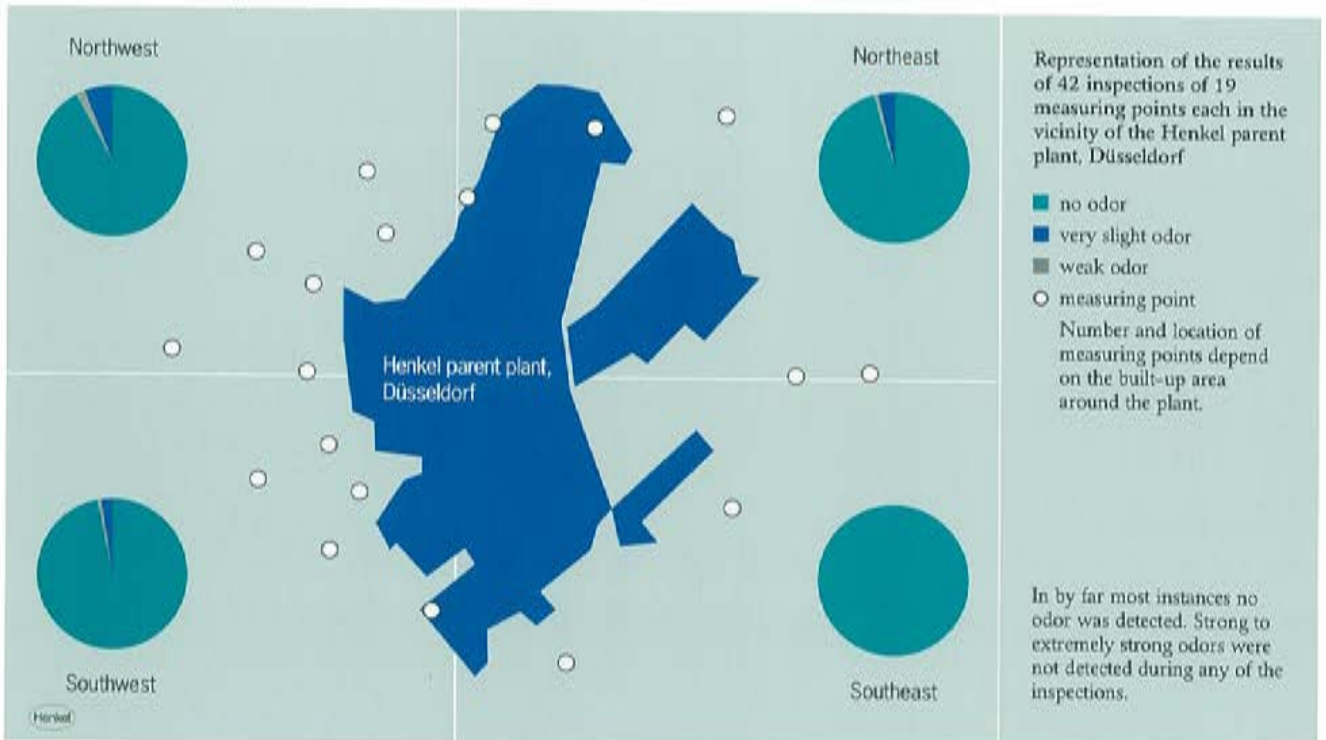 Northwest
Northeast
Henkel parent plant,
Düsseldorf
Southwest
Southeast
Henkel
Representation of the results
of 42 inspections of 19
measuring points each in the
vicinity of the Henkel parent
plant, Düsseldorf
no odor
very slight odor
weak odor
measuring point
Number and location of
measuring points depend
on the built-up area
around the plant.
In by far most instances no
odor was detected. Strong to
extremely strong odors were
not detected during any of the
inspections.